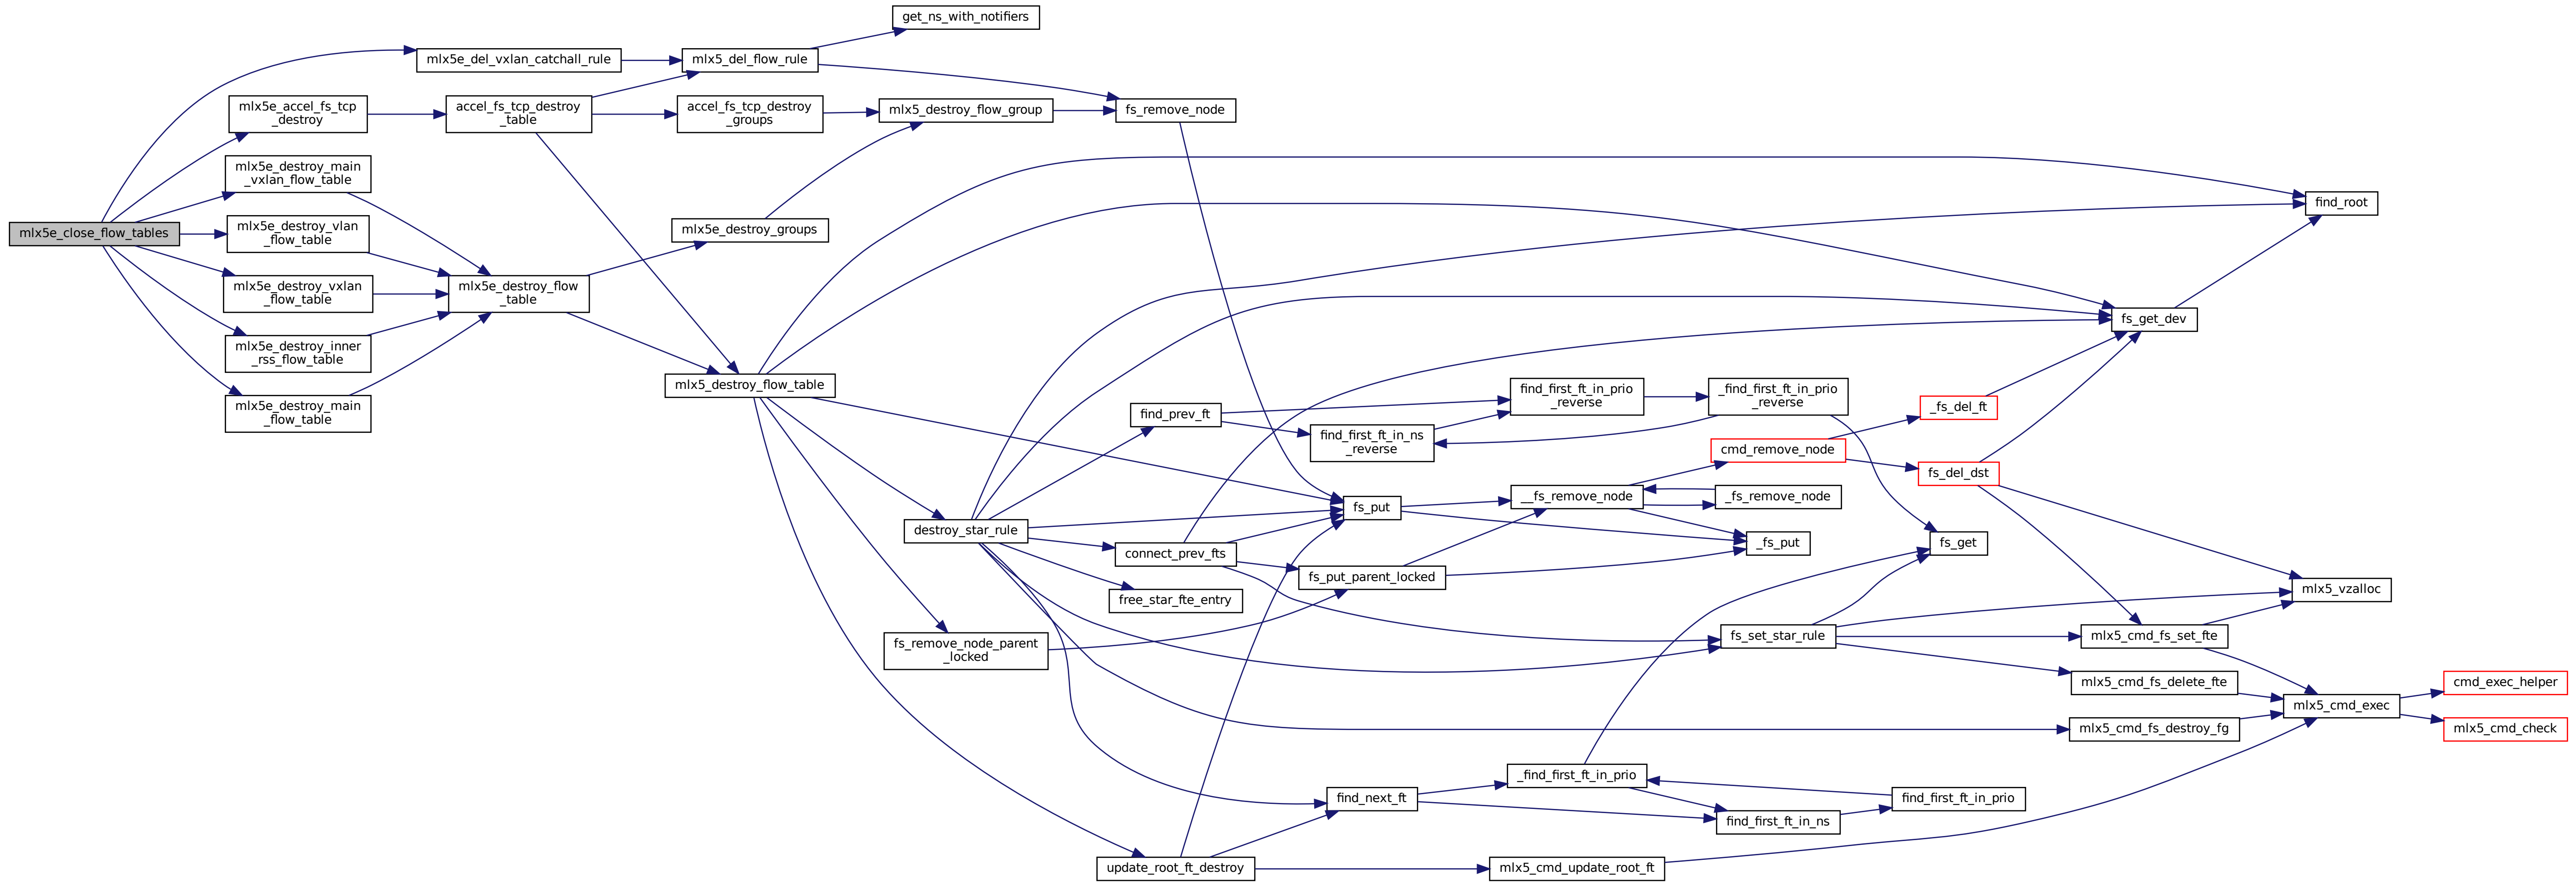 mlx5e_close_flow_tables
mlx5e_del_vxlan_catchall_rule
mlx5e_accel_fs_tcp
_destroy
mlx5e_destroy_main
_vxlan_flow_table
mlx5e_destroy_vlan
_flow_table
mlx5e_destroy_vxlan
_flow_table
mlx5e_destroy_inner
_rss_flow_table
mlx5e_destroy_main
_flow_table
accel_fs_tcp_destroy
_table
mlx5e_destroy_flow
_table
get_ns_with_notifiers
mlx5_del_flow_rule
accel_fs_tcp_destroy
_groups
mlx5_destroy_flow_group
fs_remove_node
mlx5e_destroy_groups
mlx5_destroy_flow_table
destroy_star_rule
fs_remove_node_parent
_locked
find_prev_ft
connect_prev_fts
free_star_fte_entry
update_root_ft_destroy
find_first_ft_in_ns
_reverse
fs_put
fs_put_parent_locked
find_next_ft
find_first_ft_in_prio
_reverse
__fs_remove_node
_find_first_ft_in_prio
mlx5_cmd_update_root_ft
_find_first_ft_in_prio
_reverse
cmd_remove_node
_fs_remove_node
_fs_put
fs_set_star_rule
find_first_ft_in_ns
_fs_del_ft
fs_del_dst
fs_get
find_first_ft_in_prio
find_root
fs_get_dev
mlx5_vzalloc
mlx5_cmd_fs_set_fte
mlx5_cmd_fs_delete_fte
mlx5_cmd_fs_destroy_fg
mlx5_cmd_exec
cmd_exec_helper
mlx5_cmd_check